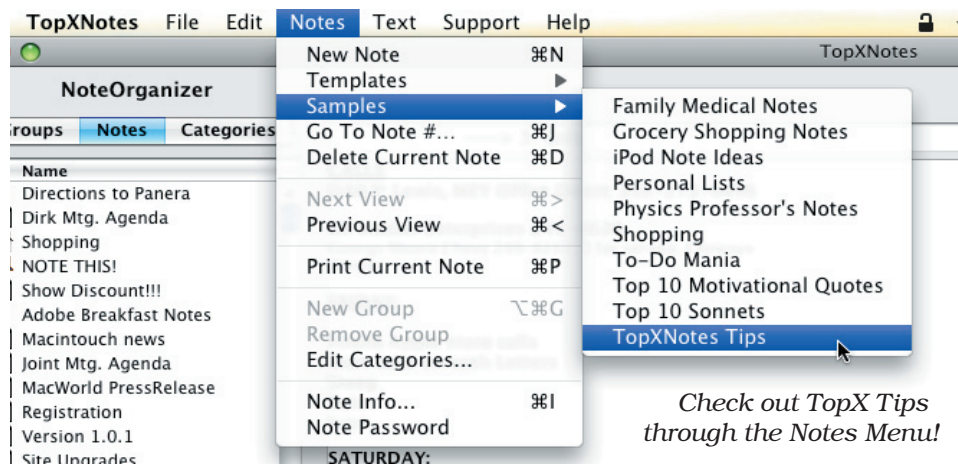 TopXNotes File Edit Notes Text Support Help
TopXNotes
NoteOrganizer
Groups Notes Categories
Name
Directions to Panera
Dirk Mtg. Agenda
Shopping
NOTE THIS!
Show Discount!!!
Adobe Breakfast Notes
Macintouch news
Joint Mtg. Agenda
MacWorld PressRelease
Registration
Version 1.0.1
Site Upgrades
New Note ⌘N
Templates ▶
Samples ▶
Go To Note #... ⌘J
Delete Current Note ⌘D
Next View ⌘>
Previous View ⌘<
Print Current Note ⌘P
New Group ⌥⌘G
Remove Group
Edit Categories...
Note Info... ⌘I
Note Password
SATURDAY:
Family Medical Notes
Grocery Shopping Notes
iPod Note Ideas
Personal Lists
Physics Professor's Notes
Shopping
To-Do Mania
Top 10 Motivational Quotes
Top 10 Sonnets
TopXNotes Tips
Check out TopX Tips
through the Notes Menu!